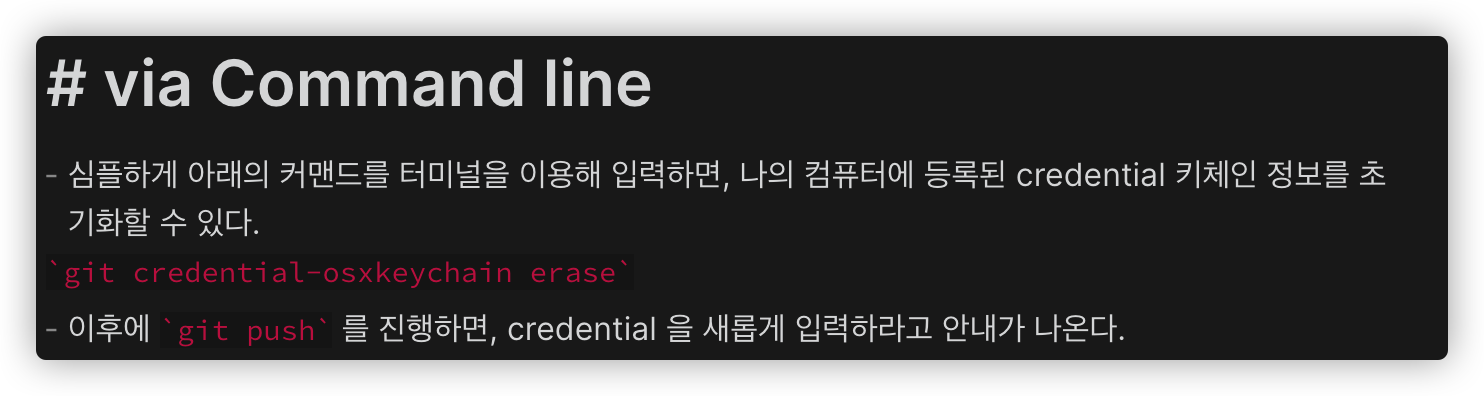 # via Command line
- 심플하게 아래의 커맨드를 터미널을 이용해 입력하면, 나의 컴퓨터에 등록된 credential 키체인 정보를 초
기화할 수 있다.
`git credential-osxkeychain erase`
- 이후에 `git push` 를 진행하면, credential 을 새롭게 입력하라고 안내가 나온다.